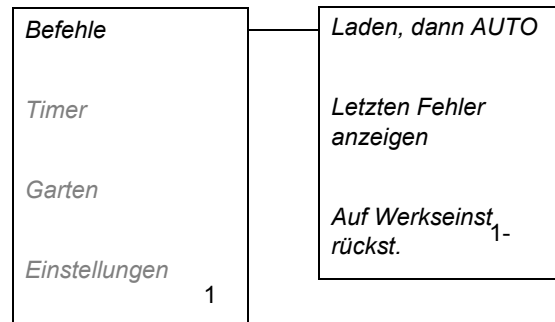 Befehle
Timer
Garten
Einstellungen
1
Laden, dann AUTO
Letzten Fehler
anzeigen
Auf Werkseinst
1-
rückst.